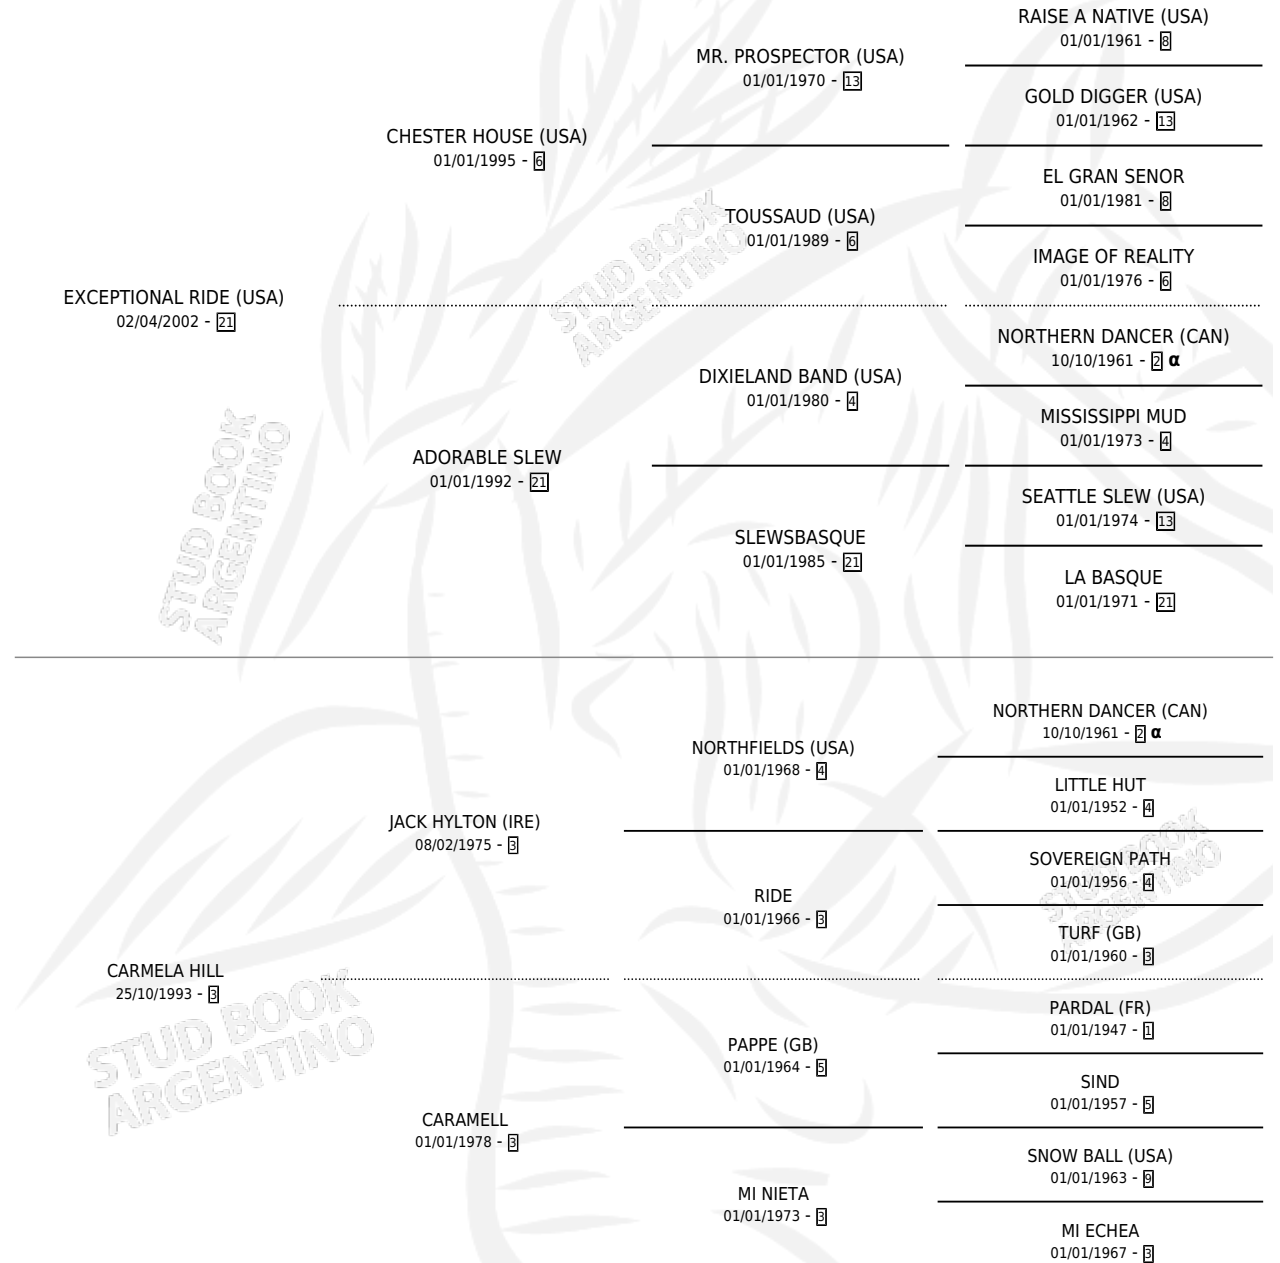 RAISE A NATIVE (USA)
01/01/1961 - 8
MR. PROSPECTOR (USA)
01/01/1970 - 13
GOLD DIGGER (USA)
01/01/1962 - 13
CHESTER HOUSE (USA)
01/01/1995 - 6
EL GRAN SENOR
01/01/1981 - 8
TOUSSAUD (USA)
01/01/1989 - 6
IMAGE OF REALITY
01/01/1976 - 6
EXCEPTIONAL RIDE (USA)
02/04/2002 - 21
NORTHERN DANCER (CAN)
10/10/1961 - 2 α
DIXIELAND BAND (USA)
01/01/1980 - 4
MISSISSIPPI MUD
01/01/1973 - 4
ADORABLE SLEW
01/01/1992 - 21
SEATTLE SLEW (USA)
01/01/1974 - 13
SLEWSBASQUE
01/01/1985 - 21
LA BASQUE
01/01/1971 - 21
NORTHERN DANCER (CAN)
10/10/1961 - 2 α
NORTHFIELDS (USA)
01/01/1968 - 4
LITTLE HUT
01/01/1952 - 4
JACK HYLTON (IRE)
08/02/1975 - 3
SOVEREIGN PATH
01/01/1956 - 4
RIDE
01/01/1966 - 3
TURF (GB)
01/01/1960 - 3
CARMELA HILL
25/10/1993 - 3
PARDAL (FR)
01/01/1947 - 1
PAPPE (GB)
01/01/1964 - 5
SIND
01/01/1957 - 5
CARAMELL
01/01/1978 - 3
SNOW BALL (USA)
01/01/1963 - 9
MI NIETA
01/01/1973 - 3
MI ECHEA
01/01/1967 - 3
STUD BOOK
ARGENTINO
STUD BOOK
ARGENTINO
STUD BOOK
ARGENTINO
STUD BOOK
ARGENTINO